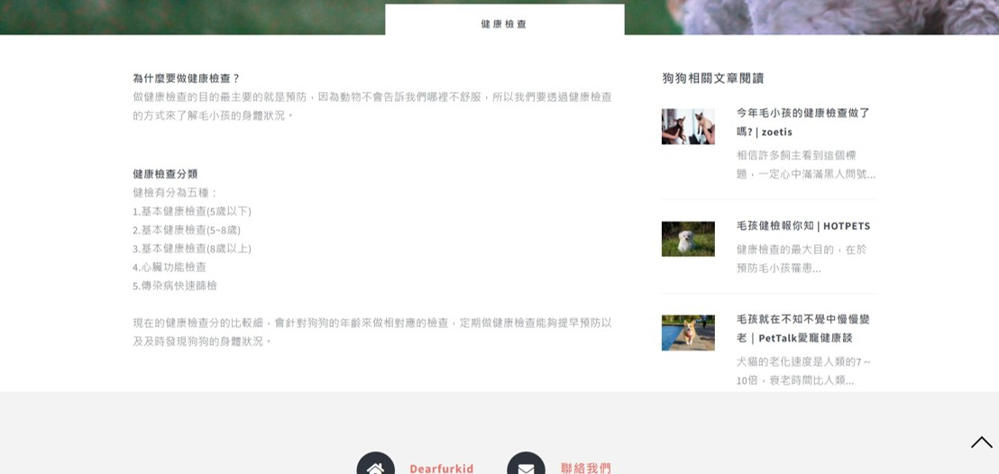 健康檢查
為什麼要做健康檢查？
做健康檢查的目的最主要的就是預防，因為動物不會告訴我們哪裡不舒服，所以我們要透過健康檢查
的方式來了解毛小孩的身體狀況。
健康檢查分類
健檢有分為五種：
1.基本健康檢查(5歲以下)
2.基本健康檢查(5~8歲)
3.基本健康檢查(8歲以上)
4.心臟功能檢查
5.傳染病快速篩檢
現在的健康檢查分的比較細，會針對狗狗的年齡來做相對應的檢查，定期做健康檢查能夠提早預防以
及及時發現狗狗的身體狀況。
狗狗相關文章閱讀
今年毛小孩的健康檢查做了
嗎? | zoetis
相信許多飼主看到這個標
題，一定心中滿滿黑人問號...
毛孩健檢報你知 | HOTPETS
健康檢查的最大目的，在於
預防毛小孩罹患...
毛孩就在不知不覺中慢慢變
老｜PetTalk愛寵健康談
犬貓的老化速度是人類的7～
10倍，衰老時間比人類...
Dearfurkid
聯絡我們